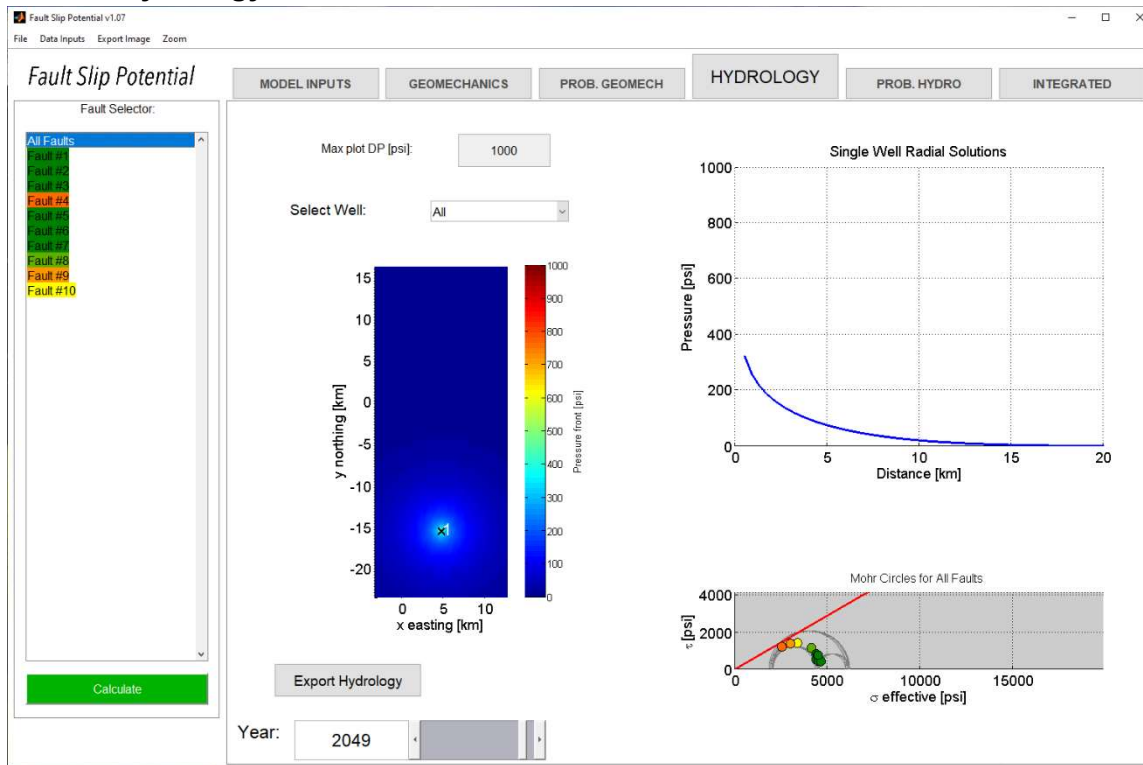 Fault Slip Potential v1.07
File Data Inputs Export Image Zoom
Fault Slip Potential
MODEL INPUTS GEOMECHANICS PROB. GEOMECH HYDROLOGY PROB. HYDRO INTEGRATED
Fault Selector:
All Faults
Fault #1
Fault #2
Fault #3
Fault #4
Fault #5
Fault #6
Fault #7
Fault #8
Fault #9
Fault #10
Calculate
Max plot DP [psi]: 1000
Select Well: All
15
10
5
0
-5
-10
-15
-20
y northing [km]
0 5 10
x easting [km]
1000
900
800
700
600
500
400
300
200
100
0
Pressure front [psi]
Export Hydrology
Year: 2049
Single Well Radial Solutions
1000
800
600
400
200
0
Pressure [psi]
0 5 10 15 20
Distance [km]
Mohr Circles for All Faults
4000
2000
0
τ [psi]
0 5000 10000 15000
σ effective [psi]